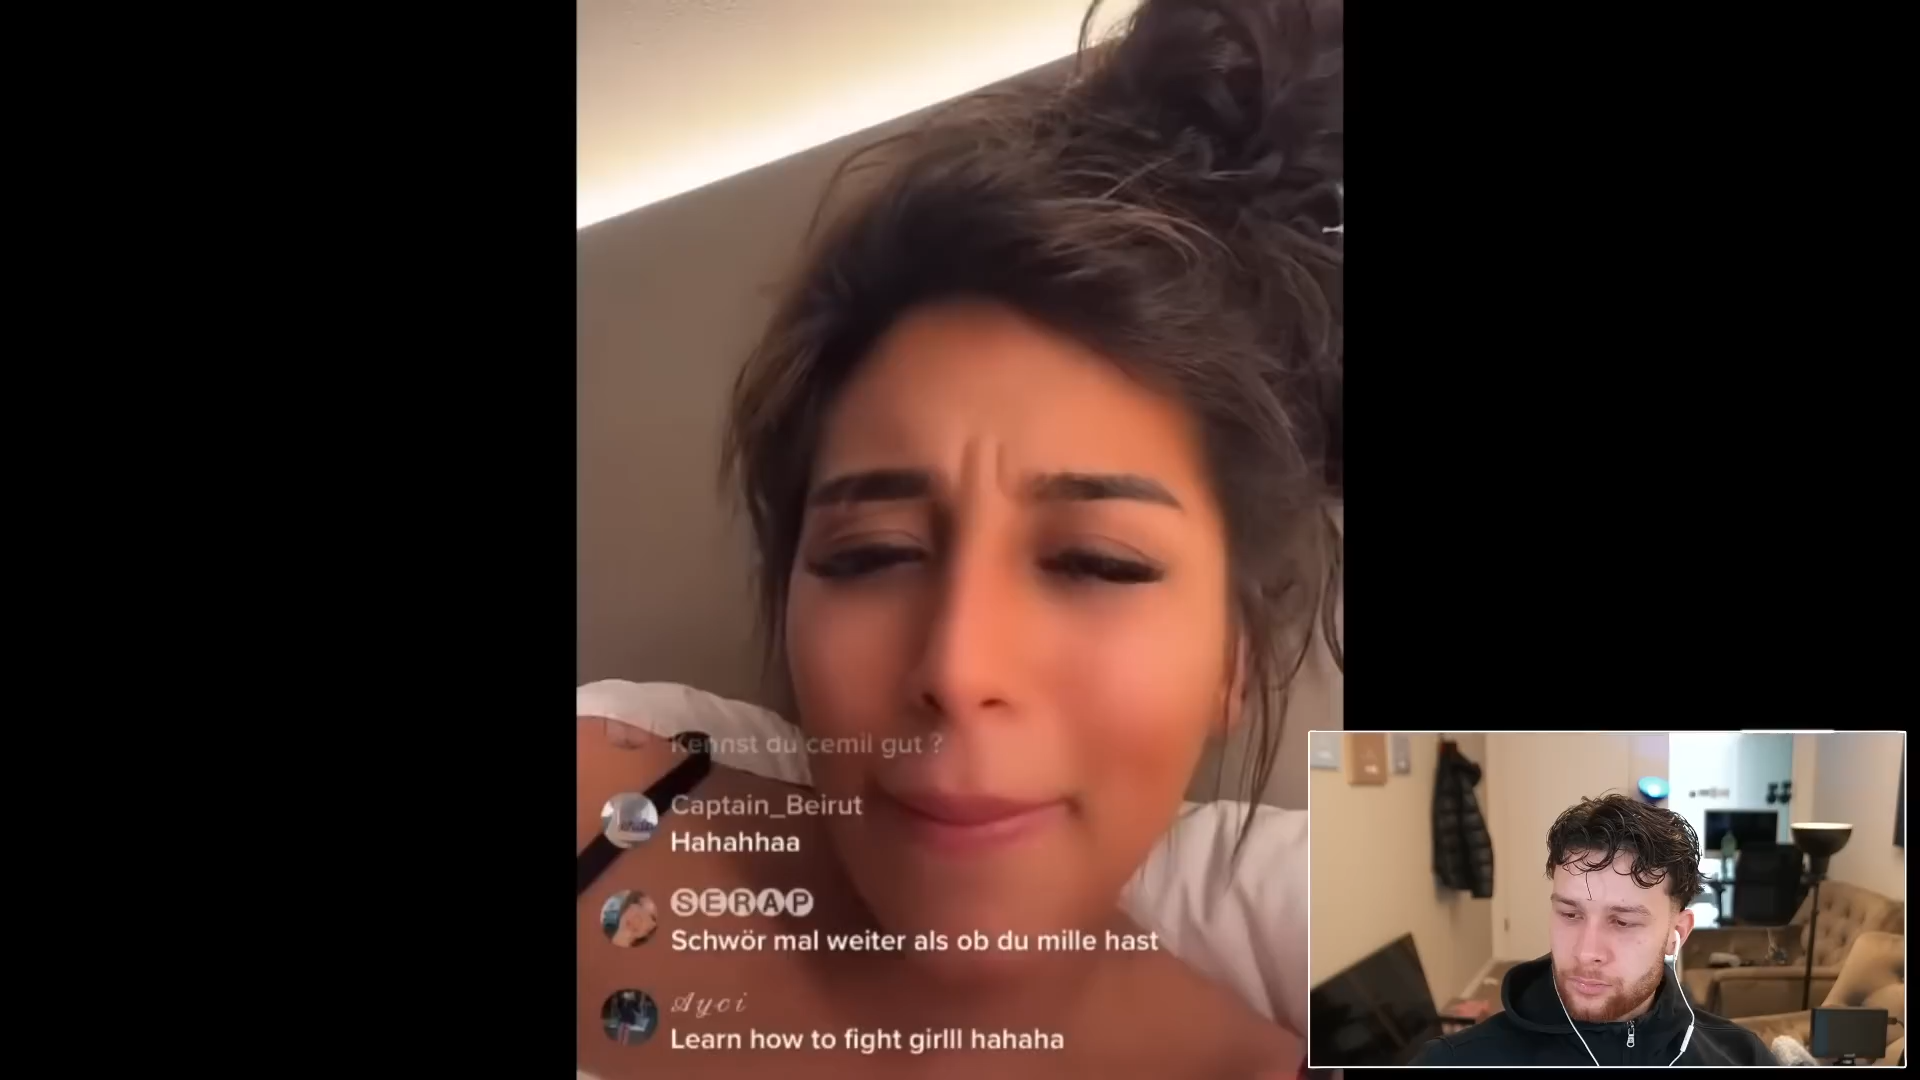 Kennst du cemil gut ?
Captain_Beirut
Hahahhaa
SERAP
Schwör mal weiter als ob du mille hast
Ayci
Learn how to fight girlll hahaha